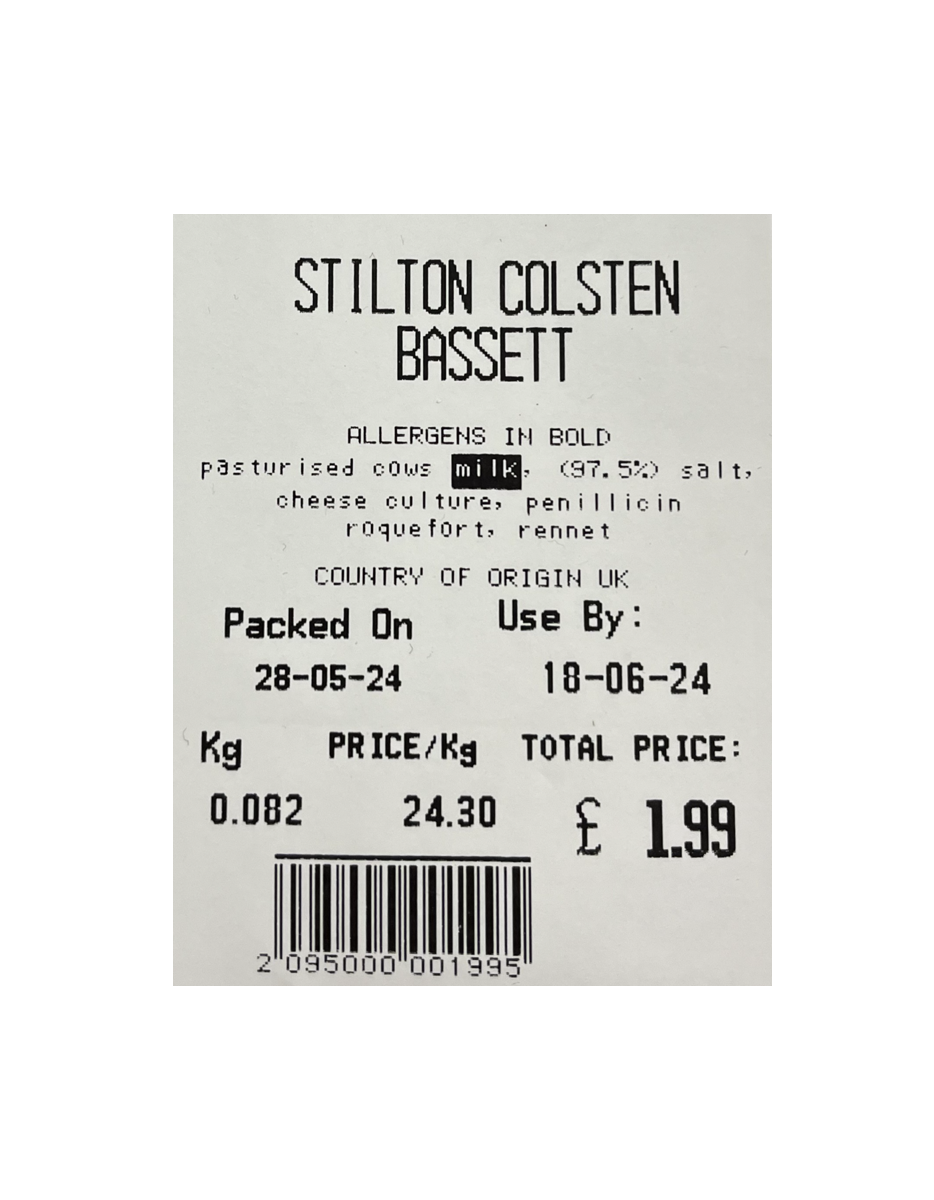 STILTON COLSTEN
BASSETT
ALLERGENS IN BOLD
pasturised cows milk, (97.5%) salt,
cheese culture, penillicin
roquefort, rennet
COUNTRY OF ORIGIN UK
Packed On Use By:
28-05-24 18-06-24
Kg PRICE/Kg TOTAL PRICE:
0.082 24.30 £ 1.99
2 095000 001995